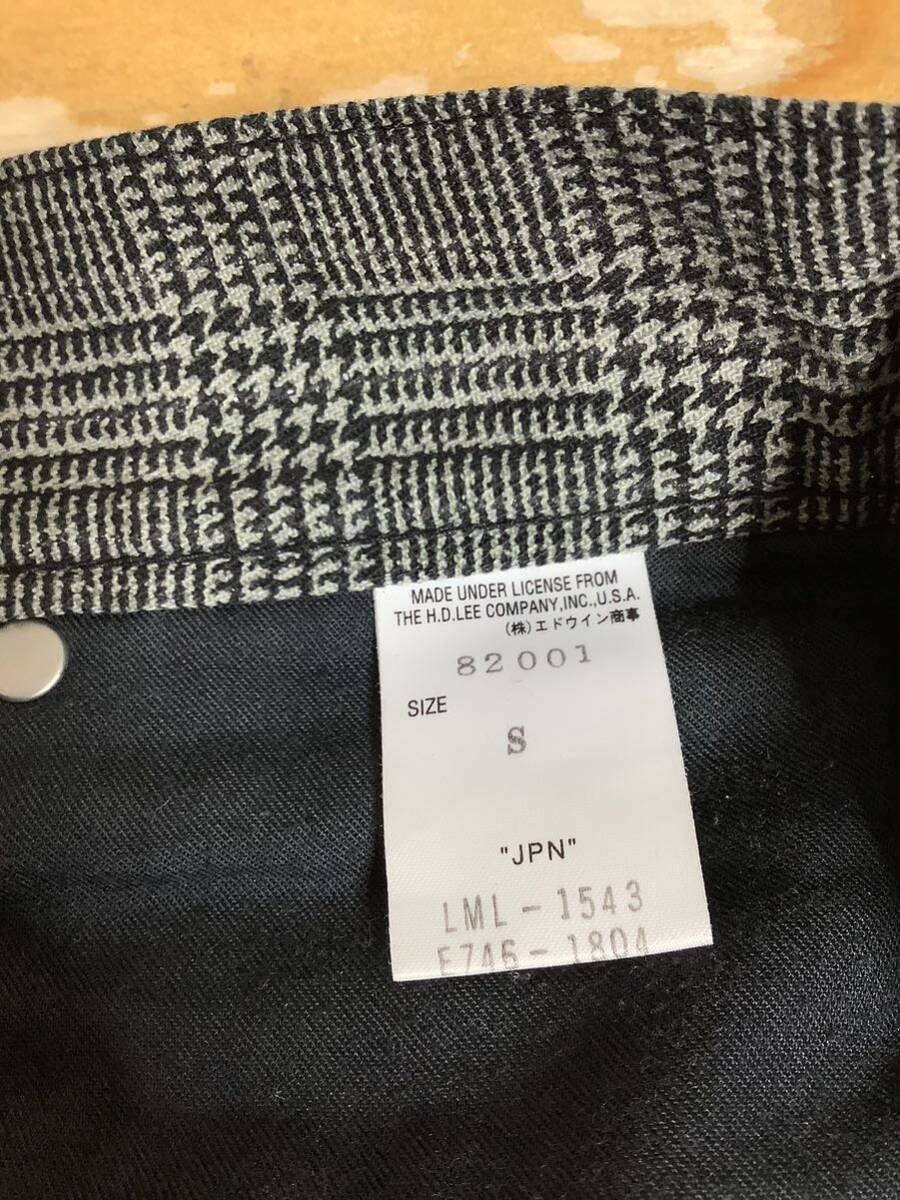 MADE UNDER LICENSE FROM
THE H.D.LEE COMPANY,INC.,U.S.A.
(株)エドウイン商事
82001
SIZE
S
"JPN"
LML-1543
E746-1804